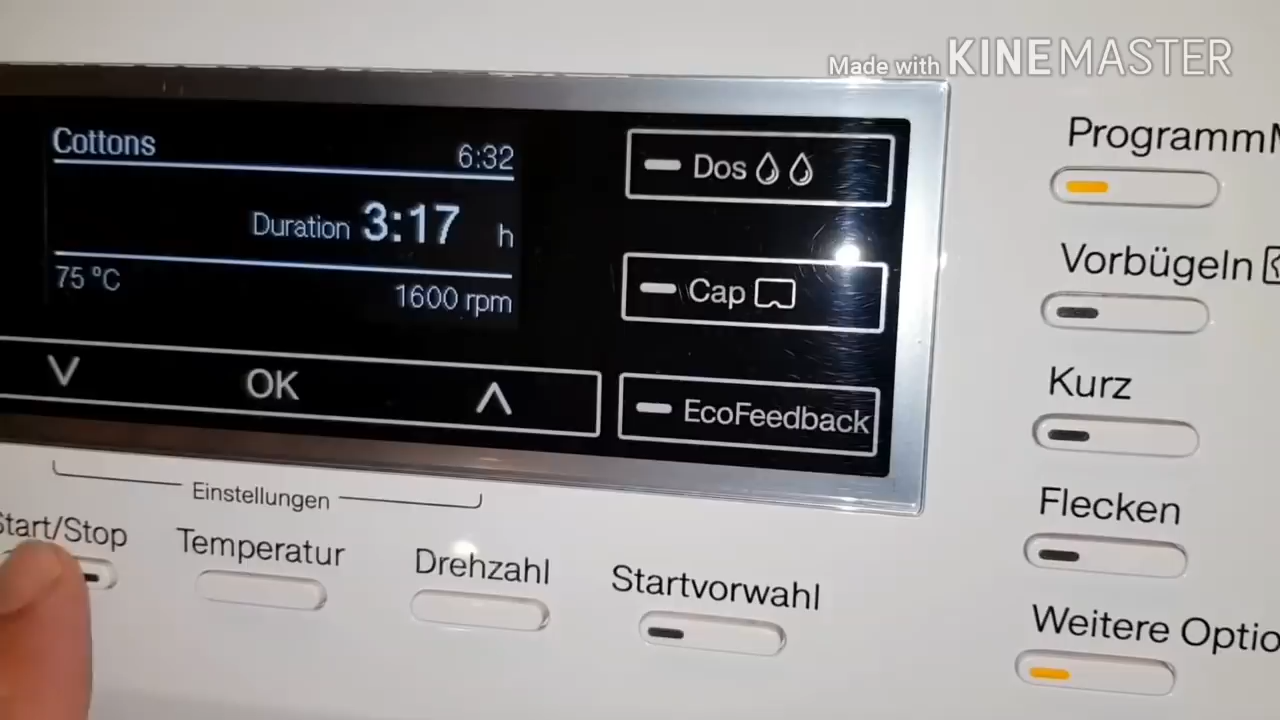 Made with KINEMASTER
Cottons 6:32
Duration 3:17 h
75 °C 1600 rpm
OK
Dos
Cap
EcoFeedback
Einstellungen
Start/Stop
Temperatur
Drehzahl
Startvorwahl
Vorbügeln
Kurz
Flecken
Weitere